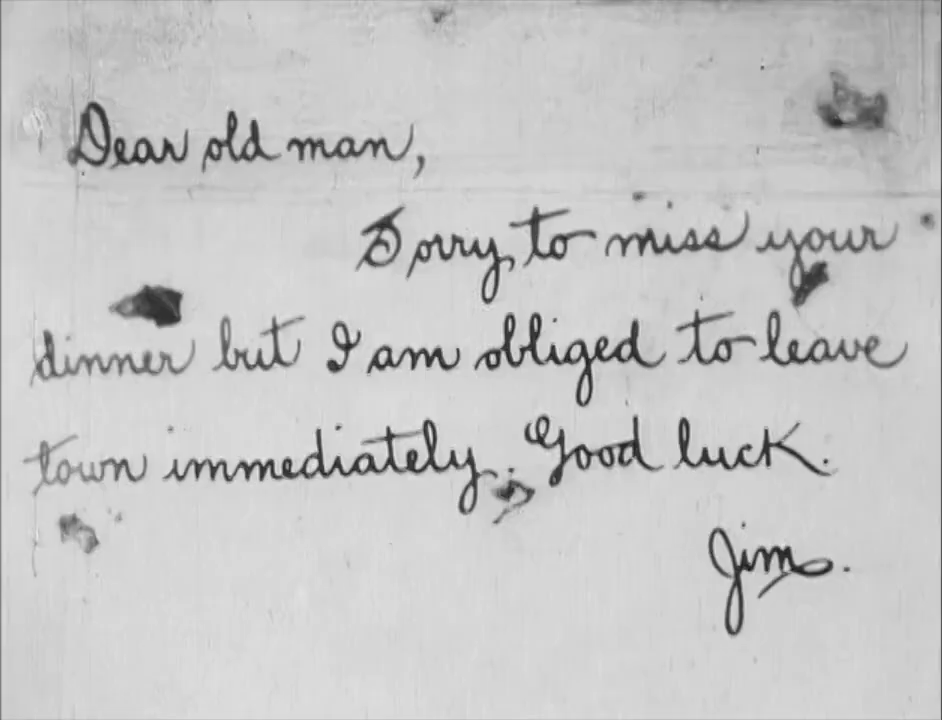 Dear old man,
Sorry, to miss your
dinner but I am obliged to leave
town immediately. Good luck.
Jim.